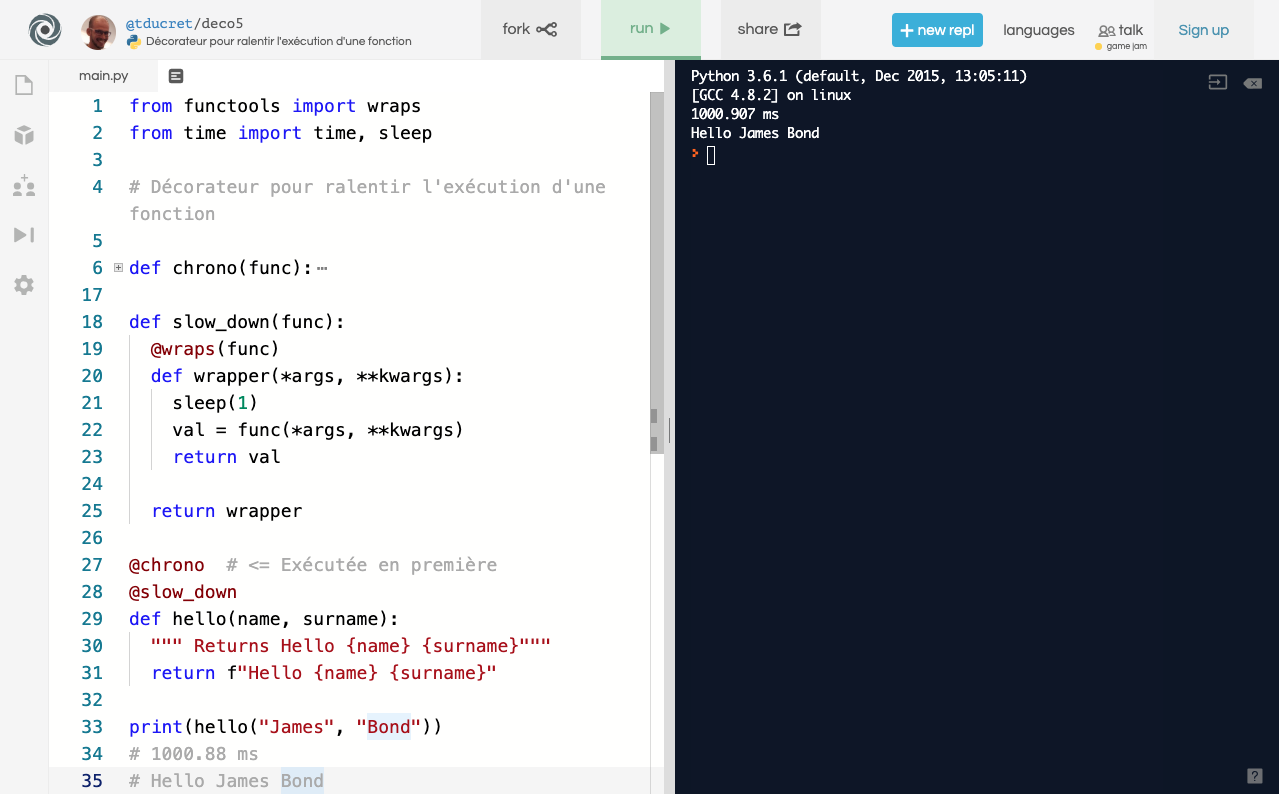 @tducret/deco5
Décorateur pour ralentir l'exécution d'une fonction
fork
run
share
+ new repl
languages
talk
game jam
Sign up
main.py
1 from functools import wraps
2 from time import time, sleep
3
4 # Décorateur pour ralentir l'exécution d'une
fonction
5
6 def chrono(func):⋯
17
18 def slow_down(func):
19 @wraps(func)
20 def wrapper(*args, **kwargs):
21 sleep(1)
22 val = func(*args, **kwargs)
23 return val
24
25 return wrapper
26
27 @chrono  # <= Exécutée en première
28 @slow_down
29 def hello(name, surname):
30 """ Returns Hello {name} {surname}"""
31 return f"Hello {name} {surname}"
32
33 print(hello("James", "Bond"))
34 # 1000.88 ms
35 # Hello James Bond
Python 3.6.1 (default, Dec 2015, 13:05:11)
[GCC 4.8.2] on linux
1000.907 ms
Hello James Bond
>
?